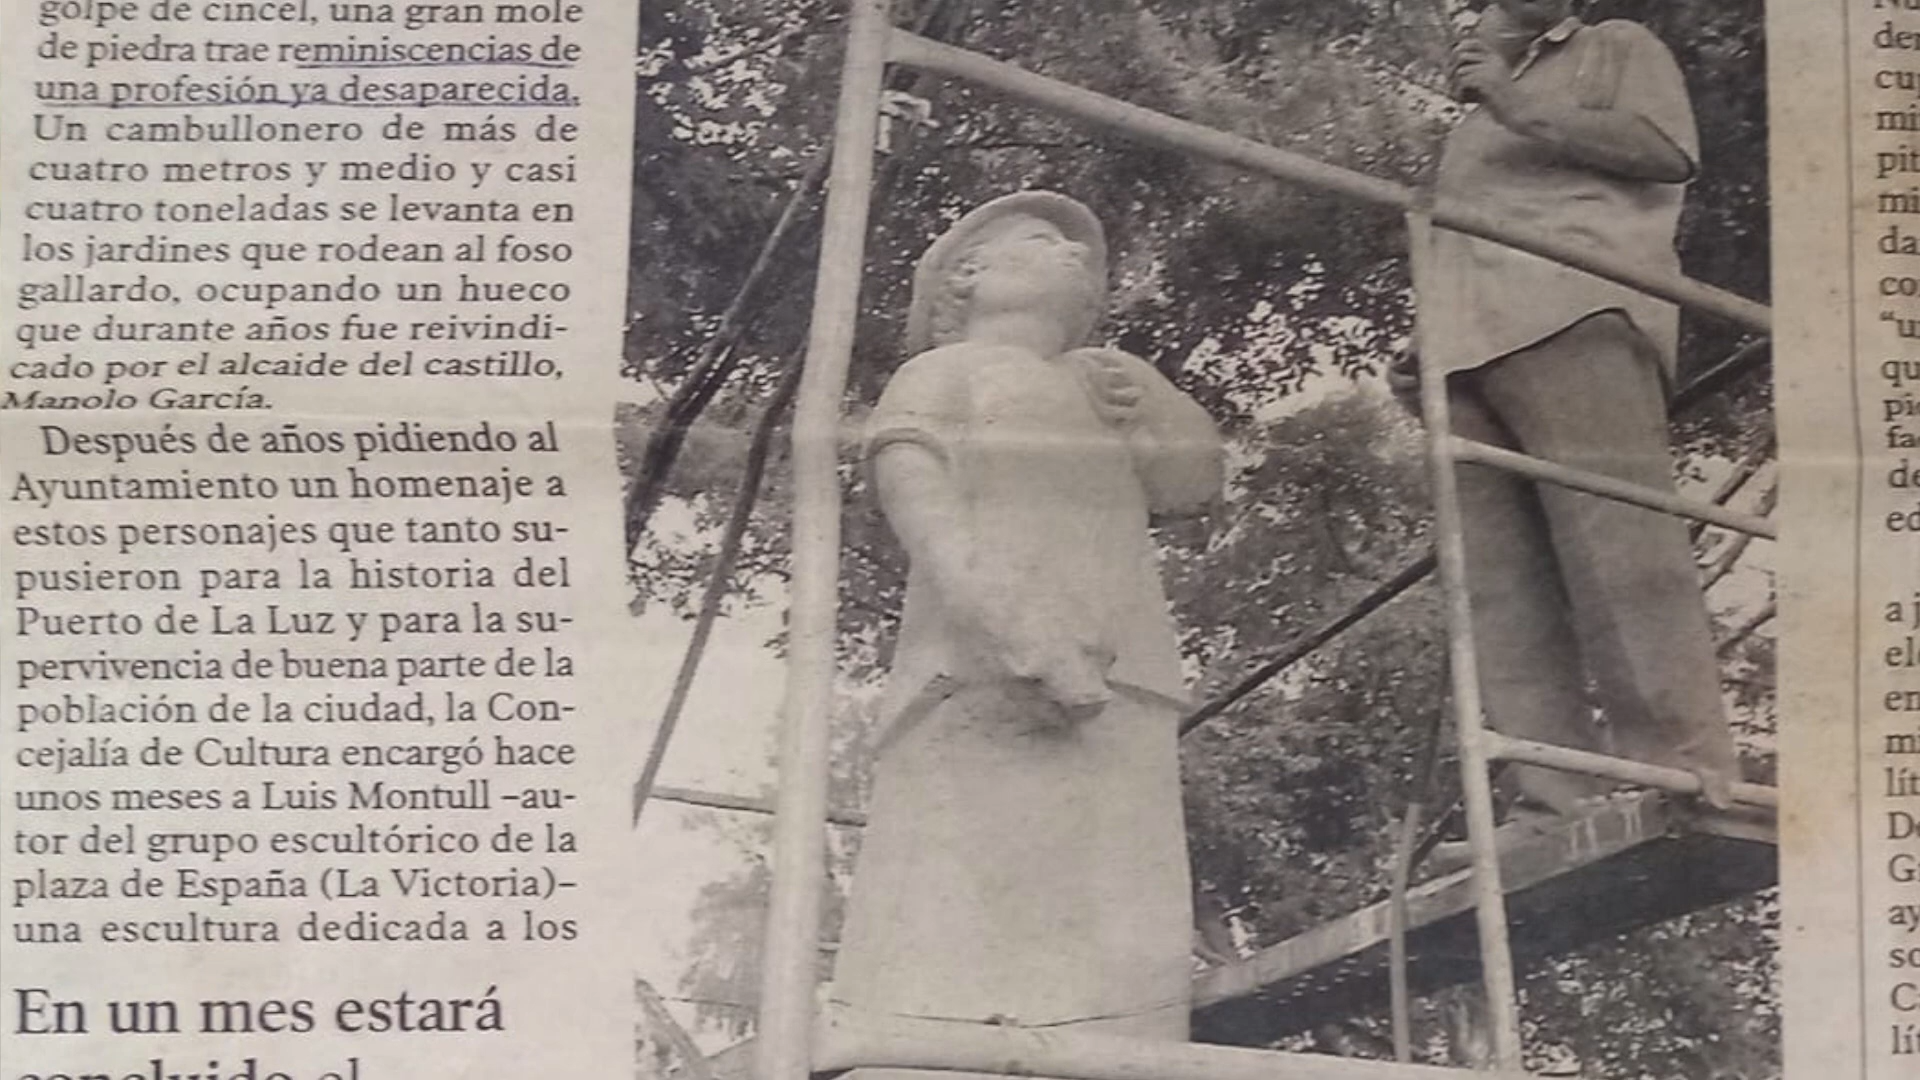 golpe de cincel, una gran mole
de piedra trae reminiscencias de
una profesión ya desaparecida.
Un cambullonero de más de
cuatro metros y medio y casi
cuatro toneladas se levanta en
los jardines que rodean al foso
gallardo, ocupando un hueco
que durante años fue reivindi-
cado por el alcaide del castillo,
Manolo García.
Después de años pidiendo al
Ayuntamiento un homenaje a
estos personajes que tanto su-
pusieron para la historia del
Puerto de La Luz y para la su-
pervivencia de buena parte de la
población de la ciudad, la Con-
cejalía de Cultura encargó hace
unos meses a Luis Montull –au-
tor del grupo escultórico de la
plaza de España (La Victoria)–
una escultura dedicada a los
En un mes estará
concluido el